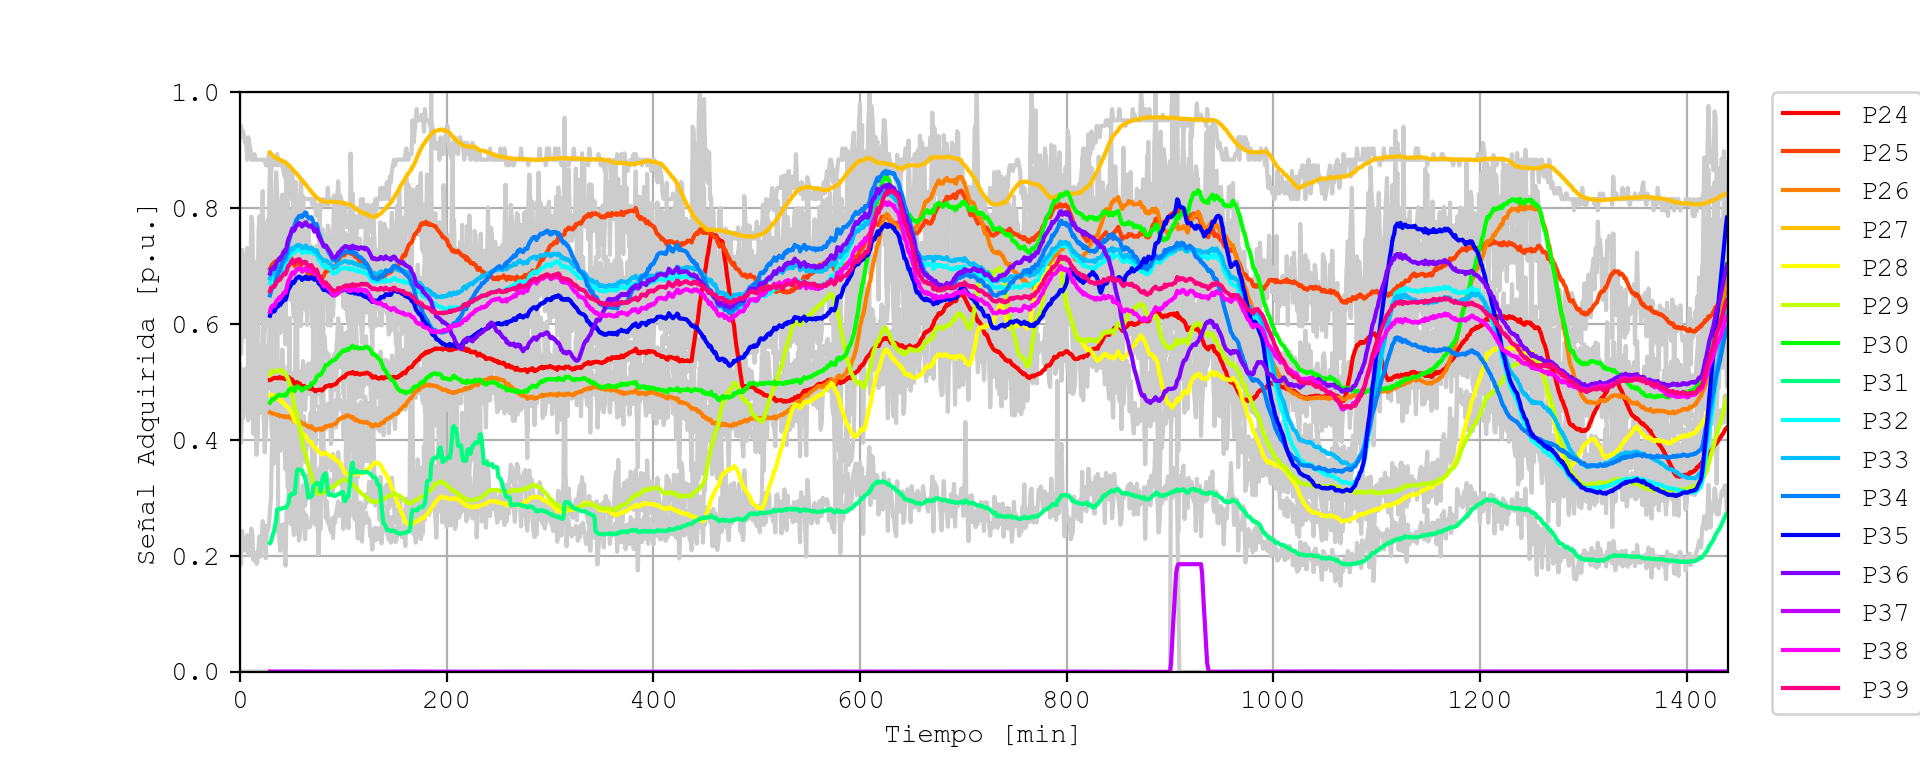 1.0
0.8
0.6
0.4
0.2
0.0
Señal Adquirida [p.u.]
0 200 400 600 800 1000 1200 1400
Tiempo [min]
P24
P25
P26
P27
P28
P29
P30
P31
P32
P33
P34
P35
P36
P37
P38
P39